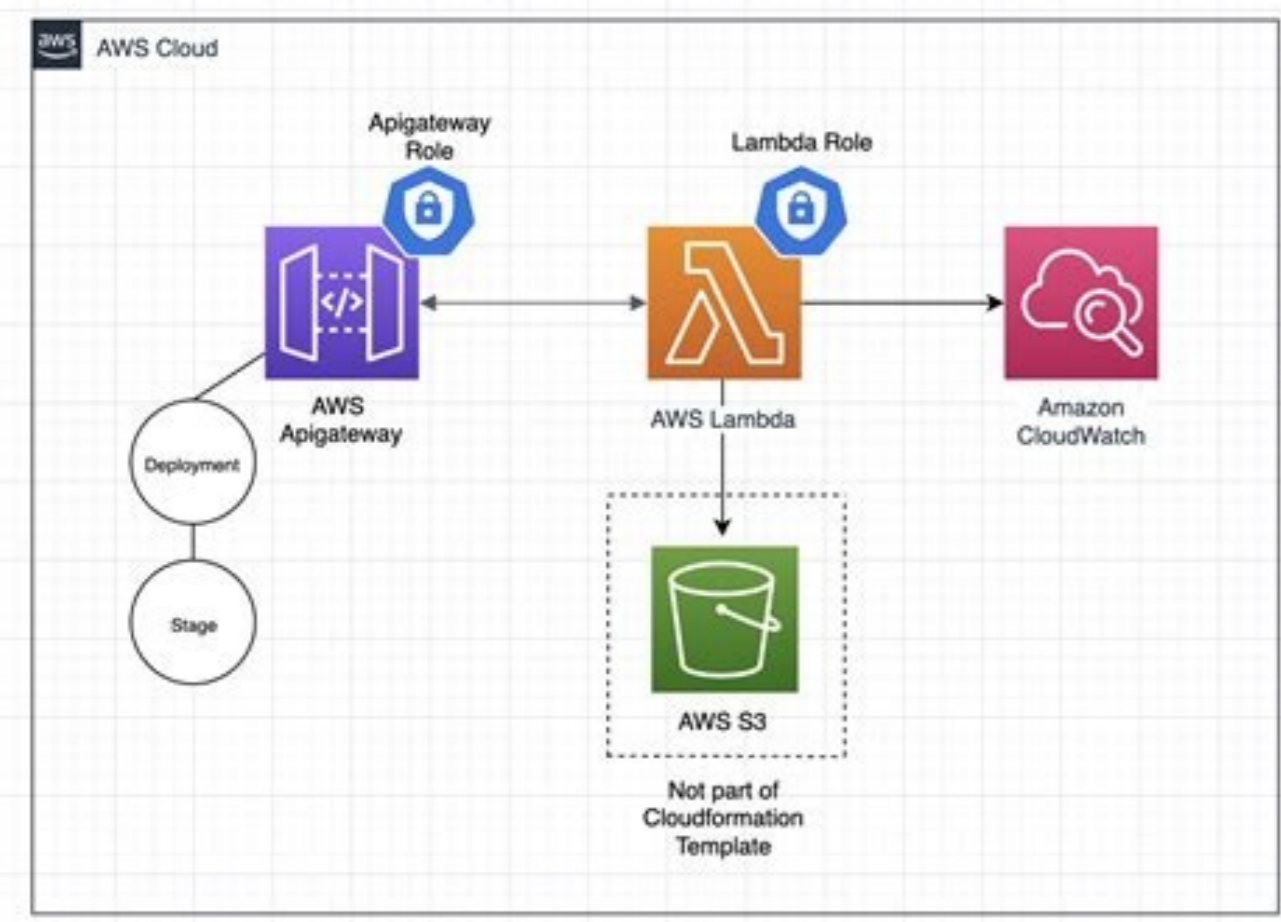 aws
AWS Cloud
Apigateway
Role
Lambda Role
</>
AWS
Apigateway
AWS Lambda
Amazon
CloudWatch
Deployment
Stage
AWS S3
Not part of
Cloudformation
Template